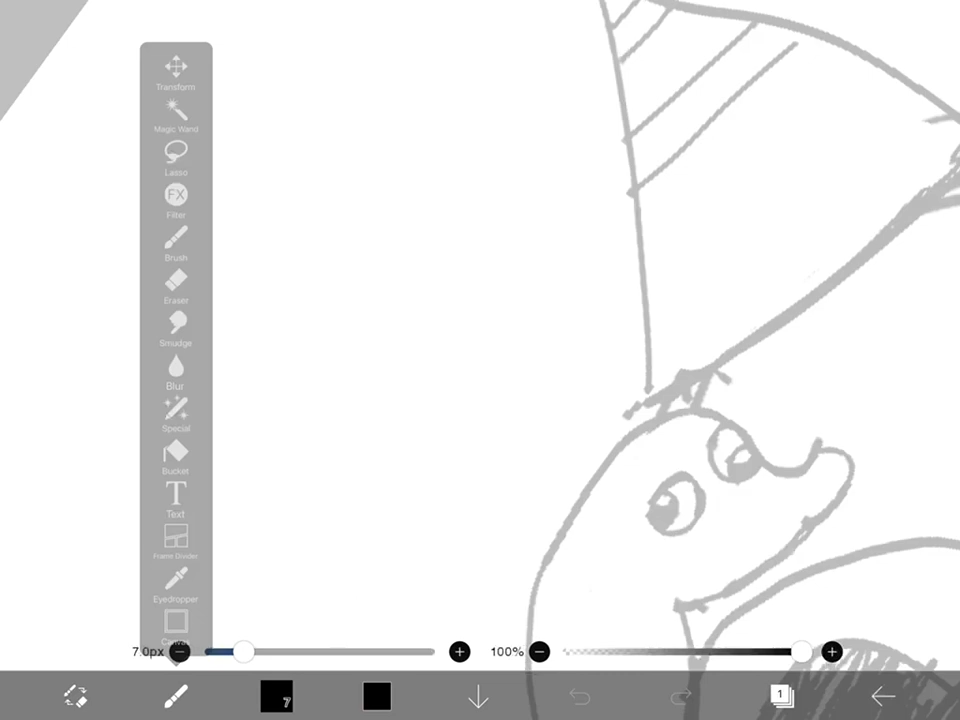 Transform
Magic Wand
Lasso
FX
Filter
Brush
Eraser
Smudge
Blur
Special
Bucket
T
Text
Frame Divider
Eyedropper
7.0px
100%
7
1